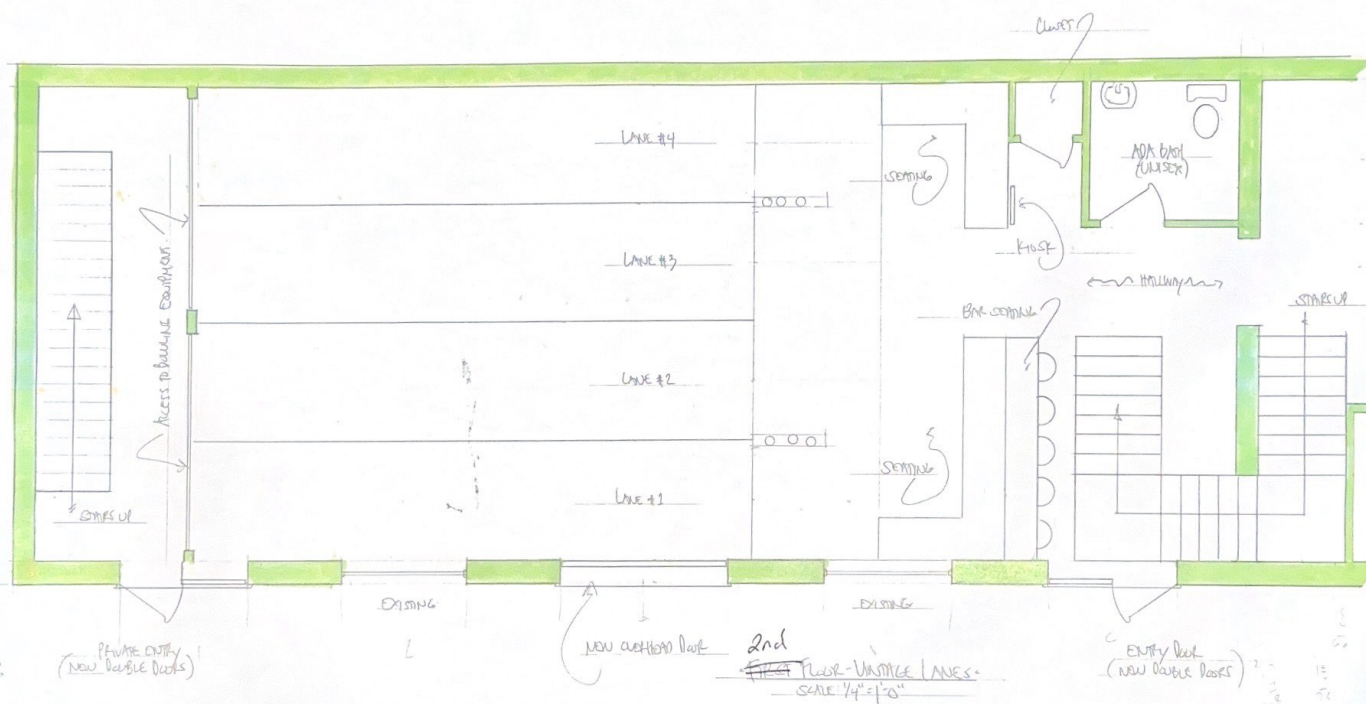 CLOSET
LANE #4
SEATING
ADA BATH
(UNISEX)
LANE #3
KIOSK
HALLWAY
ACCESS TO BOWLING EQUIPMENT
BAR SEATING
STAIRS UP
LANE #2
SEATING
LANE #1
STAIRS UP
EXISTING
EXISTING
PRIVATE ENTRY
(NEW DOUBLE DOORS)
NEW OVERHEAD DOOR
ENTRY DOOR
(NEW DOUBLE DOORS)
2nd
FIRST FLOOR - VINTAGE LANES
SCALE 1/4" = 1'-0"